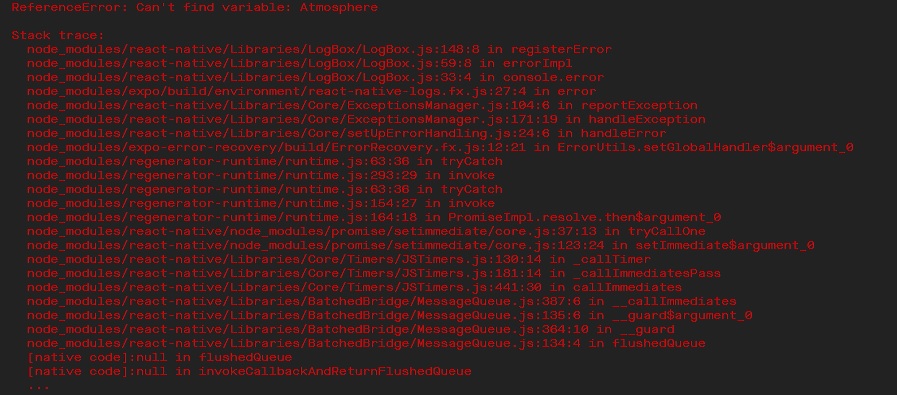 ReferenceError: Can't find variable: Atmosphere
Stack trace:
node_modules/react-native/Libraries/LogBox/LogBox.js:148:8 in registerError
node_modules/react-native/Libraries/LogBox/LogBox.js:59:8 in errorImpl
node_modules/react-native/Libraries/LogBox/LogBox.js:33:4 in console.error
node_modules/expo/build/environment/react-native-logs.fx.js:27:4 in error
node_modules/react-native/Libraries/Core/ExceptionsManager.js:104:6 in reportException
node_modules/react-native/Libraries/Core/ExceptionsManager.js:171:19 in handleException
node_modules/react-native/Libraries/Core/setUpErrorHandling.js:24:6 in handleError
node_modules/expo-error-recovery/build/ErrorRecovery.fx.js:12:21 in ErrorUtils.setGlobalHandler$argument_0
node_modules/regenerator-runtime/runtime.js:63:36 in tryCatch
node_modules/regenerator-runtime/runtime.js:293:29 in invoke
node_modules/regenerator-runtime/runtime.js:63:36 in tryCatch
node_modules/regenerator-runtime/runtime.js:154:27 in invoke
node_modules/regenerator-runtime/runtime.js:164:18 in PromiseImpl.resolve.then$argument_0
node_modules/react-native/node_modules/promise/setimmediate/core.js:37:13 in tryCallOne
node_modules/react-native/node_modules/promise/setimmediate/core.js:123:24 in setImmediate$argument_0
node_modules/react-native/Libraries/Core/Timers/JSTimers.js:130:14 in _callTimer
node_modules/react-native/Libraries/Core/Timers/JSTimers.js:181:14 in _callImmediatesPass
node_modules/react-native/Libraries/Core/Timers/JSTimers.js:441:30 in callImmediates
node_modules/react-native/Libraries/BatchedBridge/MessageQueue.js:387:6 in __callImmediates
node_modules/react-native/Libraries/BatchedBridge/MessageQueue.js:135:6 in __guard$argument_0
node_modules/react-native/Libraries/BatchedBridge/MessageQueue.js:364:10 in __guard
node_modules/react-native/Libraries/BatchedBridge/MessageQueue.js:134:4 in flushedQueue
[native code]:null in flushedQueue
[native code]:null in invokeCallbackAndReturnFlushedQueue
...